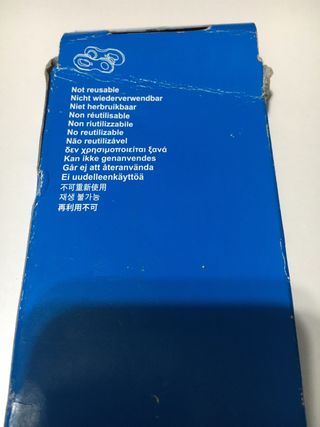 Not reusable
Nicht wiederverwendbar
Niet herbruikbaar
Non réutilisable
Non riutilizzabile
No reutilizable
Não reutilizável
δεν χρησιμοποιείται ξανά
Kan ikke genanvendes
Går ej att återanvända
Ei uudelleenkäyttöä
不可重新使用
재생 불가능
再利用不可